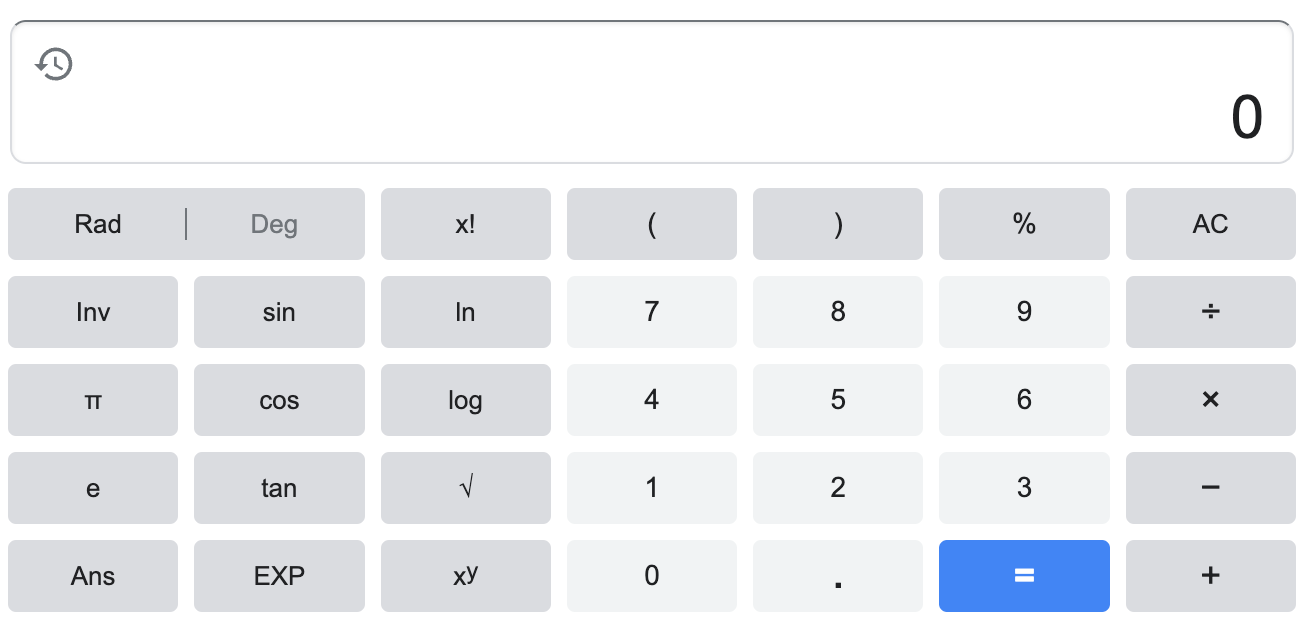 0
Rad | Deg x! ( ) % AC
Inv sin ln 7 8 9 ÷
π cos log 4 5 6 ×
e tan √ 1 2 3 −
Ans EXP xʸ 0 . = +